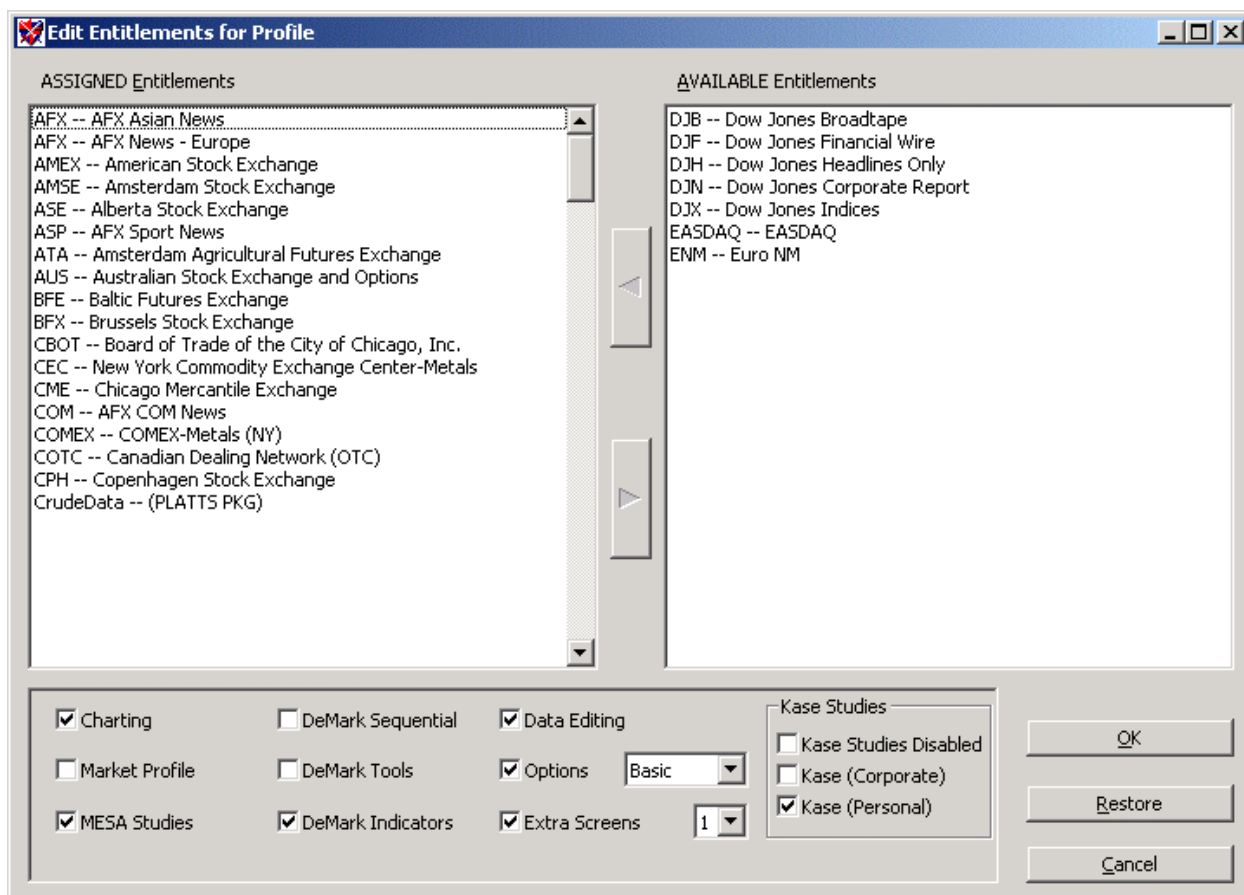 Edit Entitlements for Profile
ASSIGNED Entitlements
AFX -- AFX Asian News
AFX -- AFX News - Europe
AMEX -- American Stock Exchange
AMSE -- Amsterdam Stock Exchange
ASE -- Alberta Stock Exchange
ASP -- AFX Sport News
ATA -- Amsterdam Agricultural Futures Exchange
AUS -- Australian Stock Exchange and Options
BFE -- Baltic Futures Exchange
BFX -- Brussels Stock Exchange
CBOT -- Board of Trade of the City of Chicago, Inc.
CEC -- New York Commodity Exchange Center-Metals
CME -- Chicago Mercantile Exchange
COM -- AFX COM News
COMEX -- COMEX-Metals (NY)
COTC -- Canadian Dealing Network (OTC)
CPH -- Copenhagen Stock Exchange
CrudeData -- (PLATTS PKG)
AVAILABLE Entitlements
DJB -- Dow Jones Broadtape
DJF -- Dow Jones Financial Wire
DJH -- Dow Jones Headlines Only
DJN -- Dow Jones Corporate Report
DJX -- Dow Jones Indices
EASDAQ -- EASDAQ
ENM -- Euro NM
Charting
Market Profile
MESA Studies
DeMark Sequential
DeMark Tools
DeMark Indicators
Data Editing
Options Basic
Extra Screens 1
Kase Studies
Kase Studies Disabled
Kase (Corporate)
Kase (Personal)
OK
Restore
Cancel